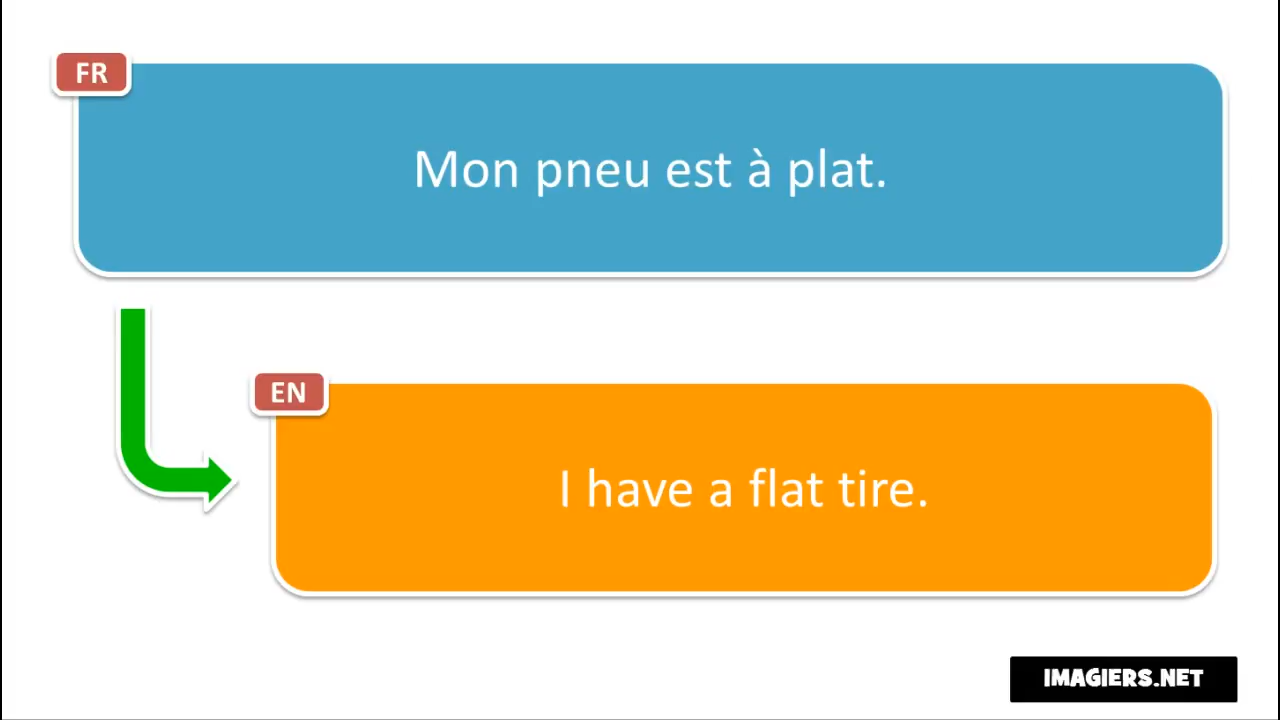 FR
Mon pneu est à plat.
EN
I have a flat tire.
IMAGIERS.NET